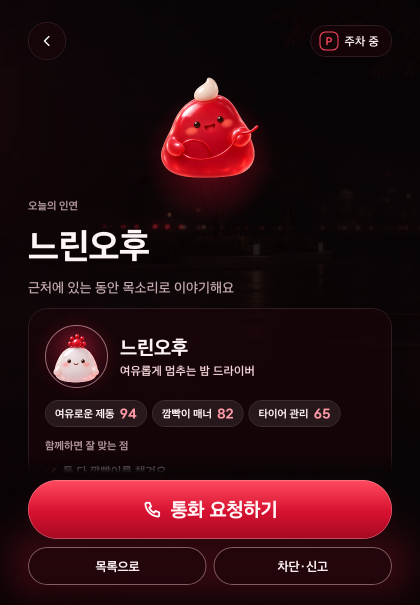 P 주차 중
오늘의 인연
느린오후
근처에 있는 동안 목소리로 이야기해요
느린오후
여유롭게 멈추는 밤 드라이버
여유로운 제동 94 깜빡이 매너 82 타이어 관리 65
함께하면 잘 맞는 점
통화 요청하기
목록으로 차단·신고